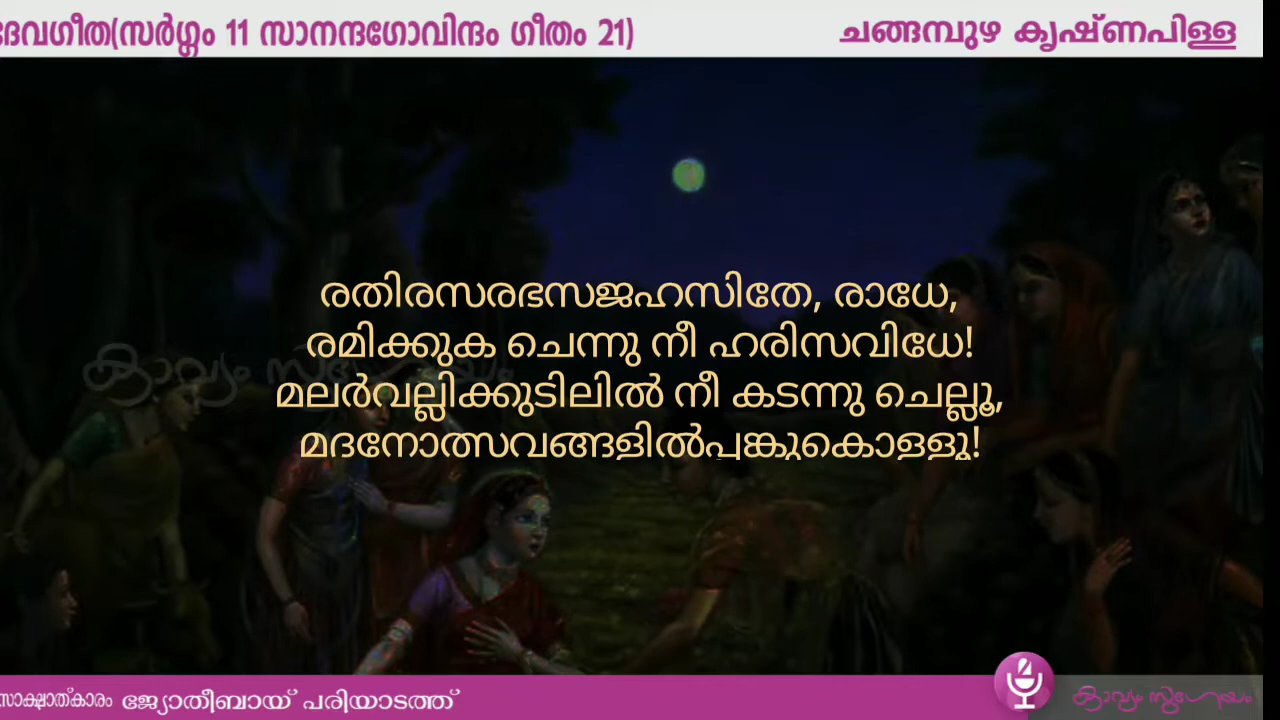 ദേവഗീത(സർഗ്ഗം 11 സാനന്ദഗോവിന്ദം ഗീതം 21)
ചങ്ങമ്പുഴ കൃഷ്ണപിള്ള
രതിരസരഭസജഹസിതേ, രാധേ,
രമിക്കുക ചെന്നു നീ ഹരിസവിധേ!
മലർവല്ലിക്കുടിലിൽ നീ കടന്നു ചെല്ലൂ,
മദനോത്സവങ്ങളിൽപ്പങ്കുകൊള്ളൂ!
കാവ്യം സുഗേയം
സാക്ഷാത്കാരം ജ്യോതീബായ് പരിയാടത്ത്
കാവ്യം സുഗേയം